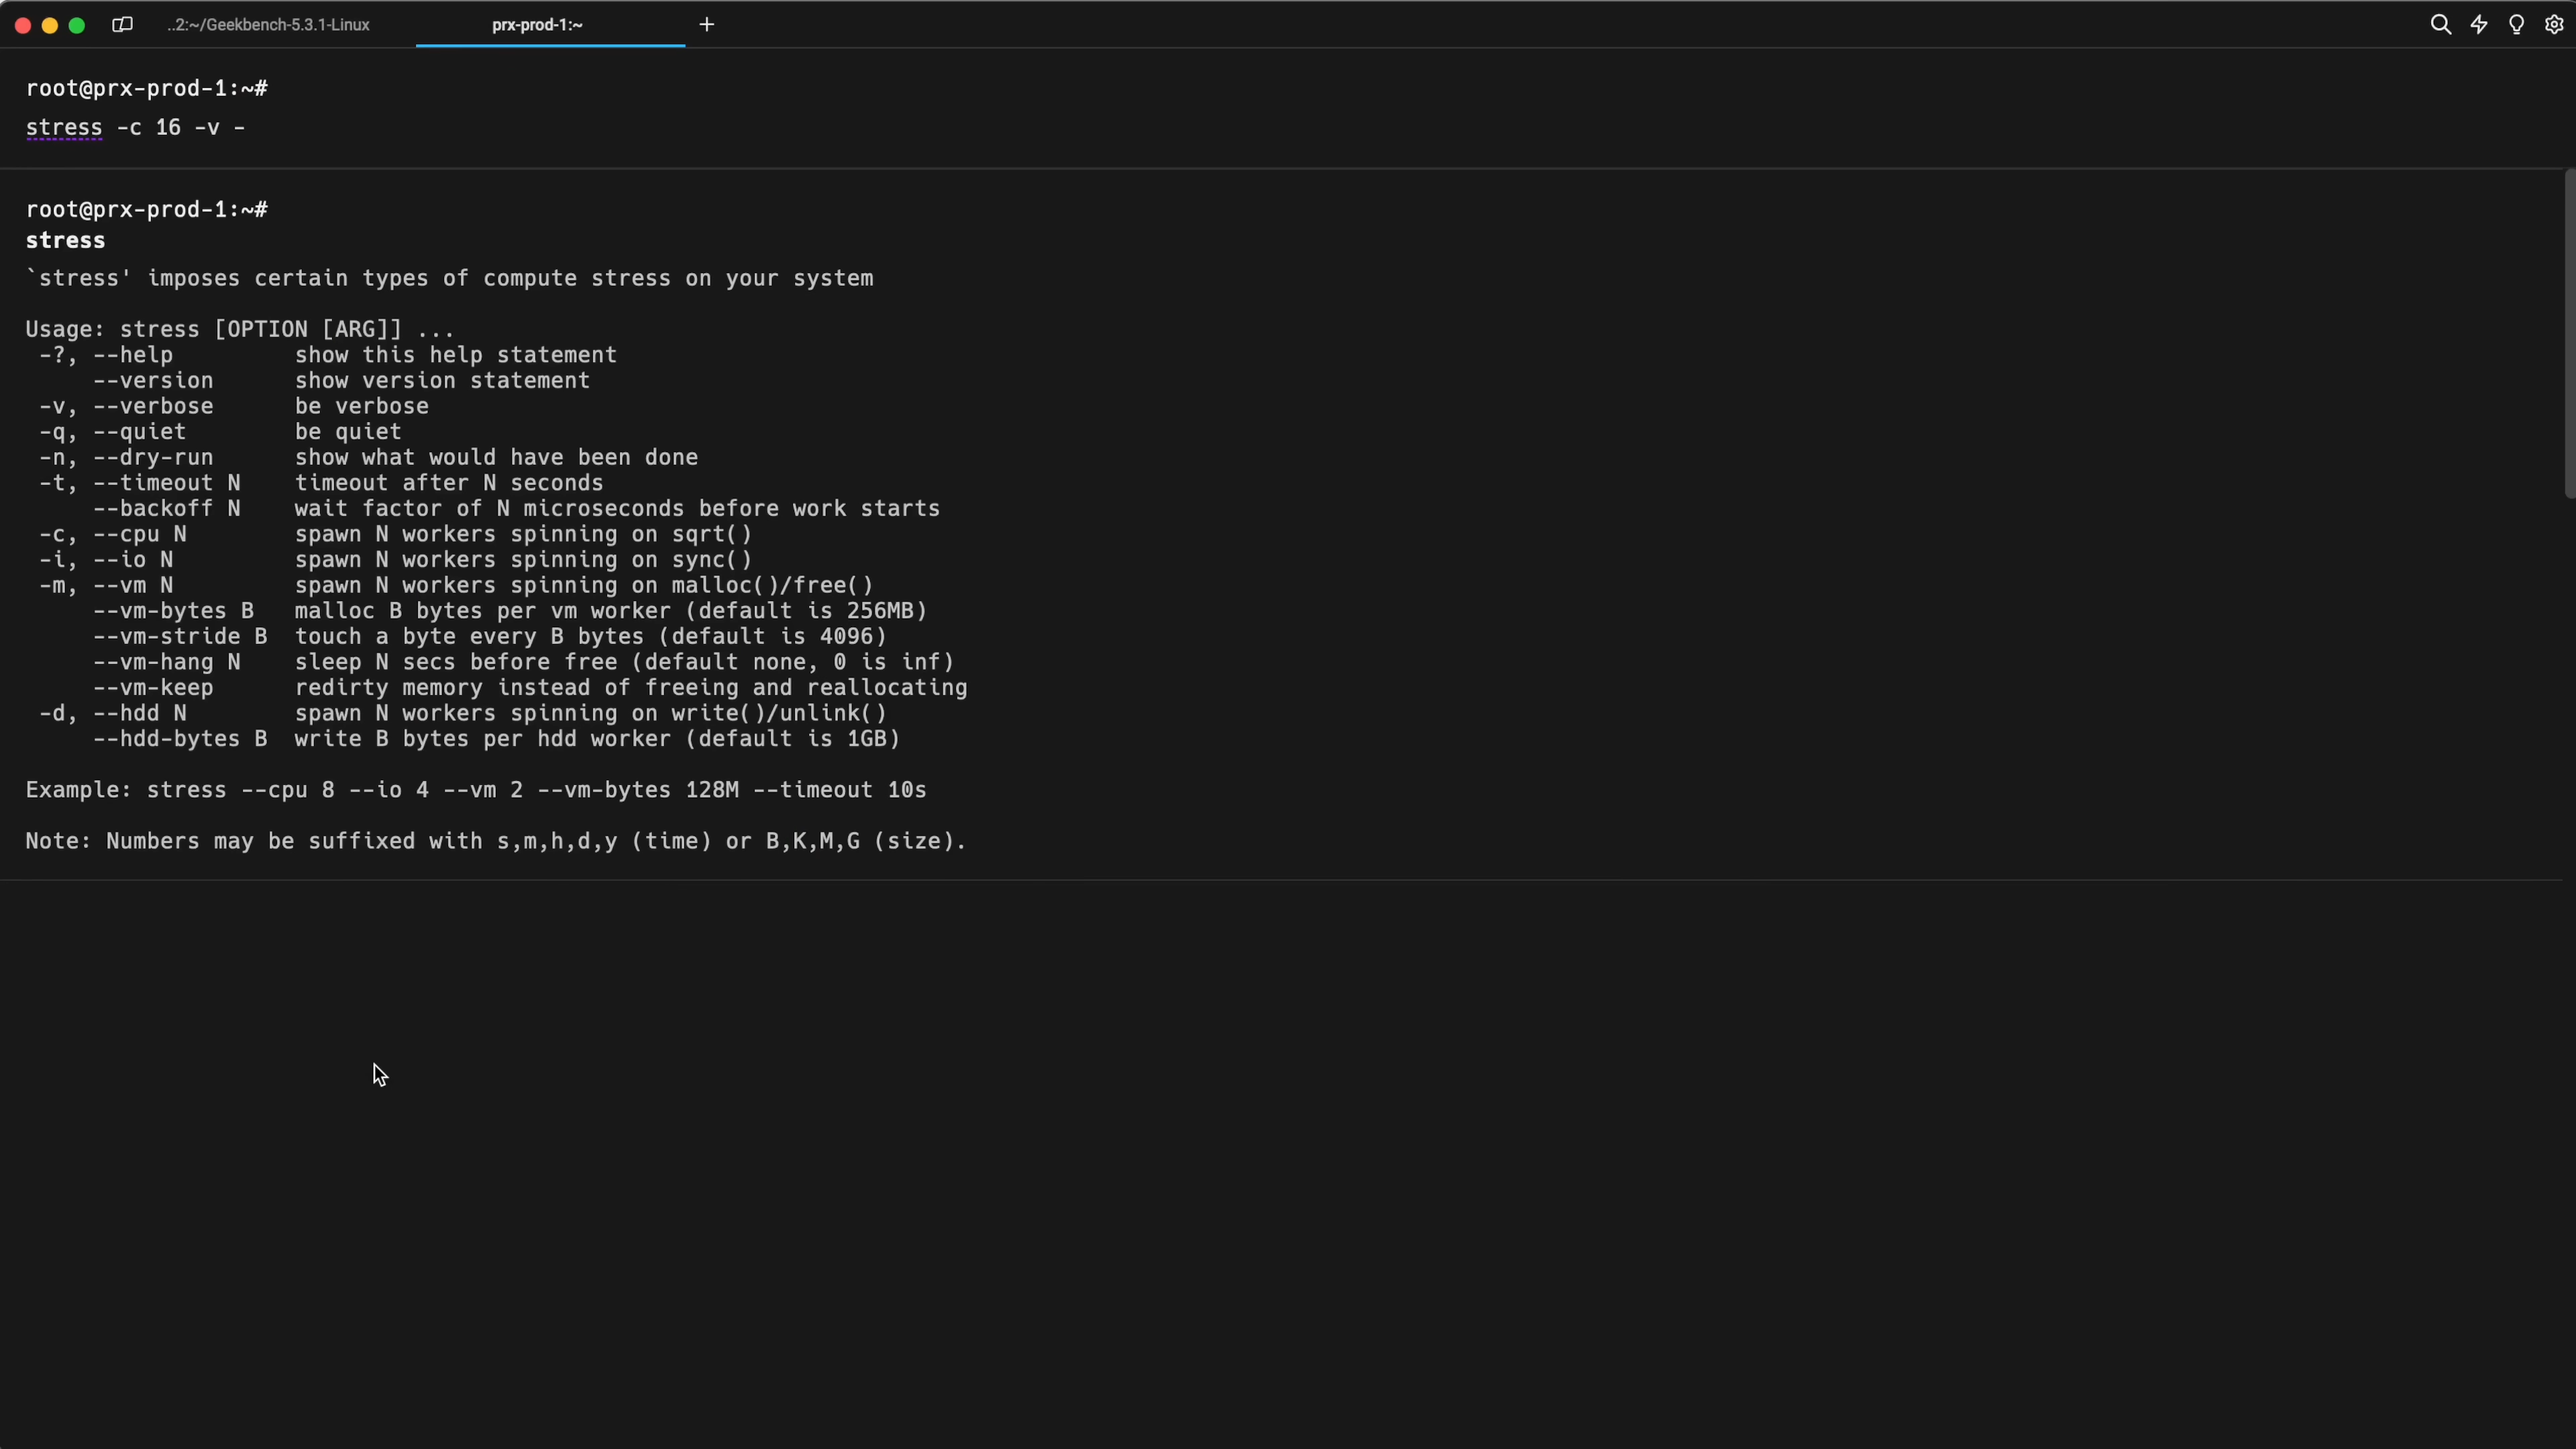 ..2:~/Geekbench-5.3.1-Linux
prx-prod-1:~
root@prx-prod-1:~#
stress -c 16 -v -
root@prx-prod-1:~#
stress
`stress' imposes certain types of compute stress on your system
Usage: stress [OPTION [ARG]] ...
 -?, --help         show this help statement
     --version      show version statement
 -v, --verbose      be verbose
 -q, --quiet        be quiet
 -n, --dry-run      show what would have been done
 -t, --timeout N    timeout after N seconds
     --backoff N    wait factor of N microseconds before work starts
 -c, --cpu N        spawn N workers spinning on sqrt()
 -i, --io N         spawn N workers spinning on sync()
 -m, --vm N         spawn N workers spinning on malloc()/free()
     --vm-bytes B   malloc B bytes per vm worker (default is 256MB)
     --vm-stride B  touch a byte every B bytes (default is 4096)
     --vm-hang N    sleep N secs before free (default none, 0 is inf)
     --vm-keep      redirty memory instead of freeing and reallocating
 -d, --hdd N        spawn N workers spinning on write()/unlink()
     --hdd-bytes B  write B bytes per hdd worker (default is 1GB)
Example: stress --cpu 8 --io 4 --vm 2 --vm-bytes 128M --timeout 10s
Note: Numbers may be suffixed with s,m,h,d,y (time) or B,K,M,G (size).